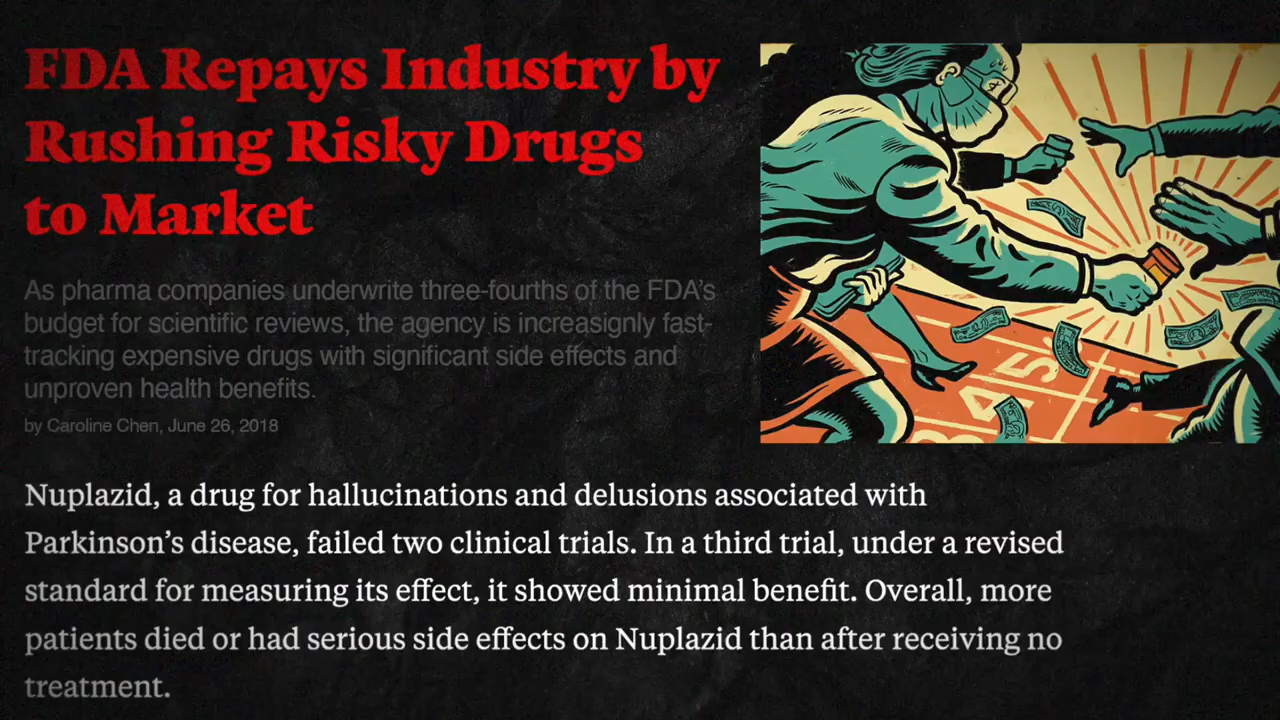 FDA Repays Industry by
Rushing Risky Drugs
to Market
As pharma companies underwrite three-fourths of the FDA's
budget for scientific reviews, the agency is increasignly fast-
tracking expensive drugs with significant side effects and
unproven health benefits.
by Caroline Chen, June 26, 2018
Nuplazid, a drug for hallucinations and delusions associated with
Parkinson's disease, failed two clinical trials. In a third trial, under a revised
standard for measuring its effect, it showed minimal benefit. Overall, more
patients died or had serious side effects on Nuplazid than after receiving no
treatment.